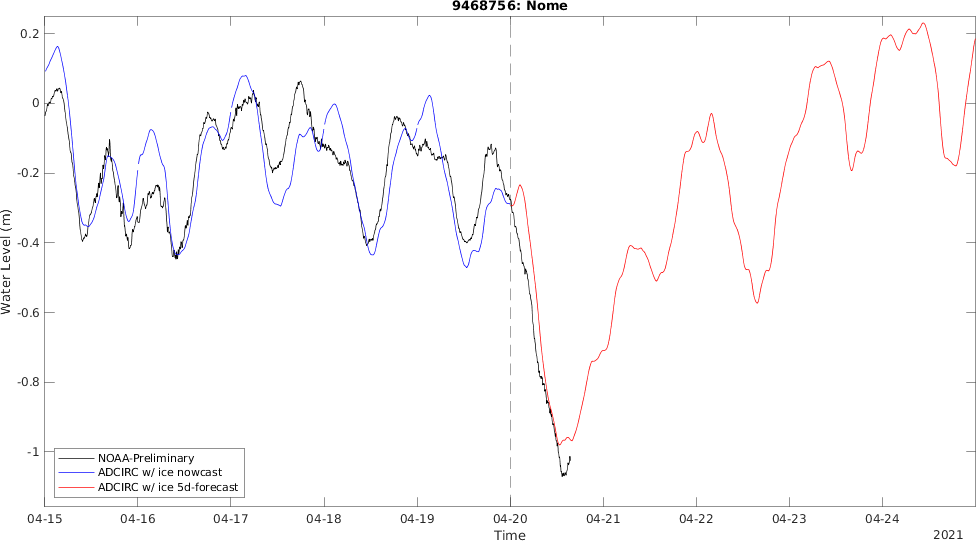 9468756: Nome
0.2
0
-0.2
-0.4
-0.6
-0.8
-1
Water Level (m)
NOAA-Preliminary
ADCIRC w/ ice nowcast
ADCIRC w/ ice 5d-forecast
04-15 04-16 04-17 04-18 04-19 04-20 04-21 04-22 04-23 04-24
Time
2021